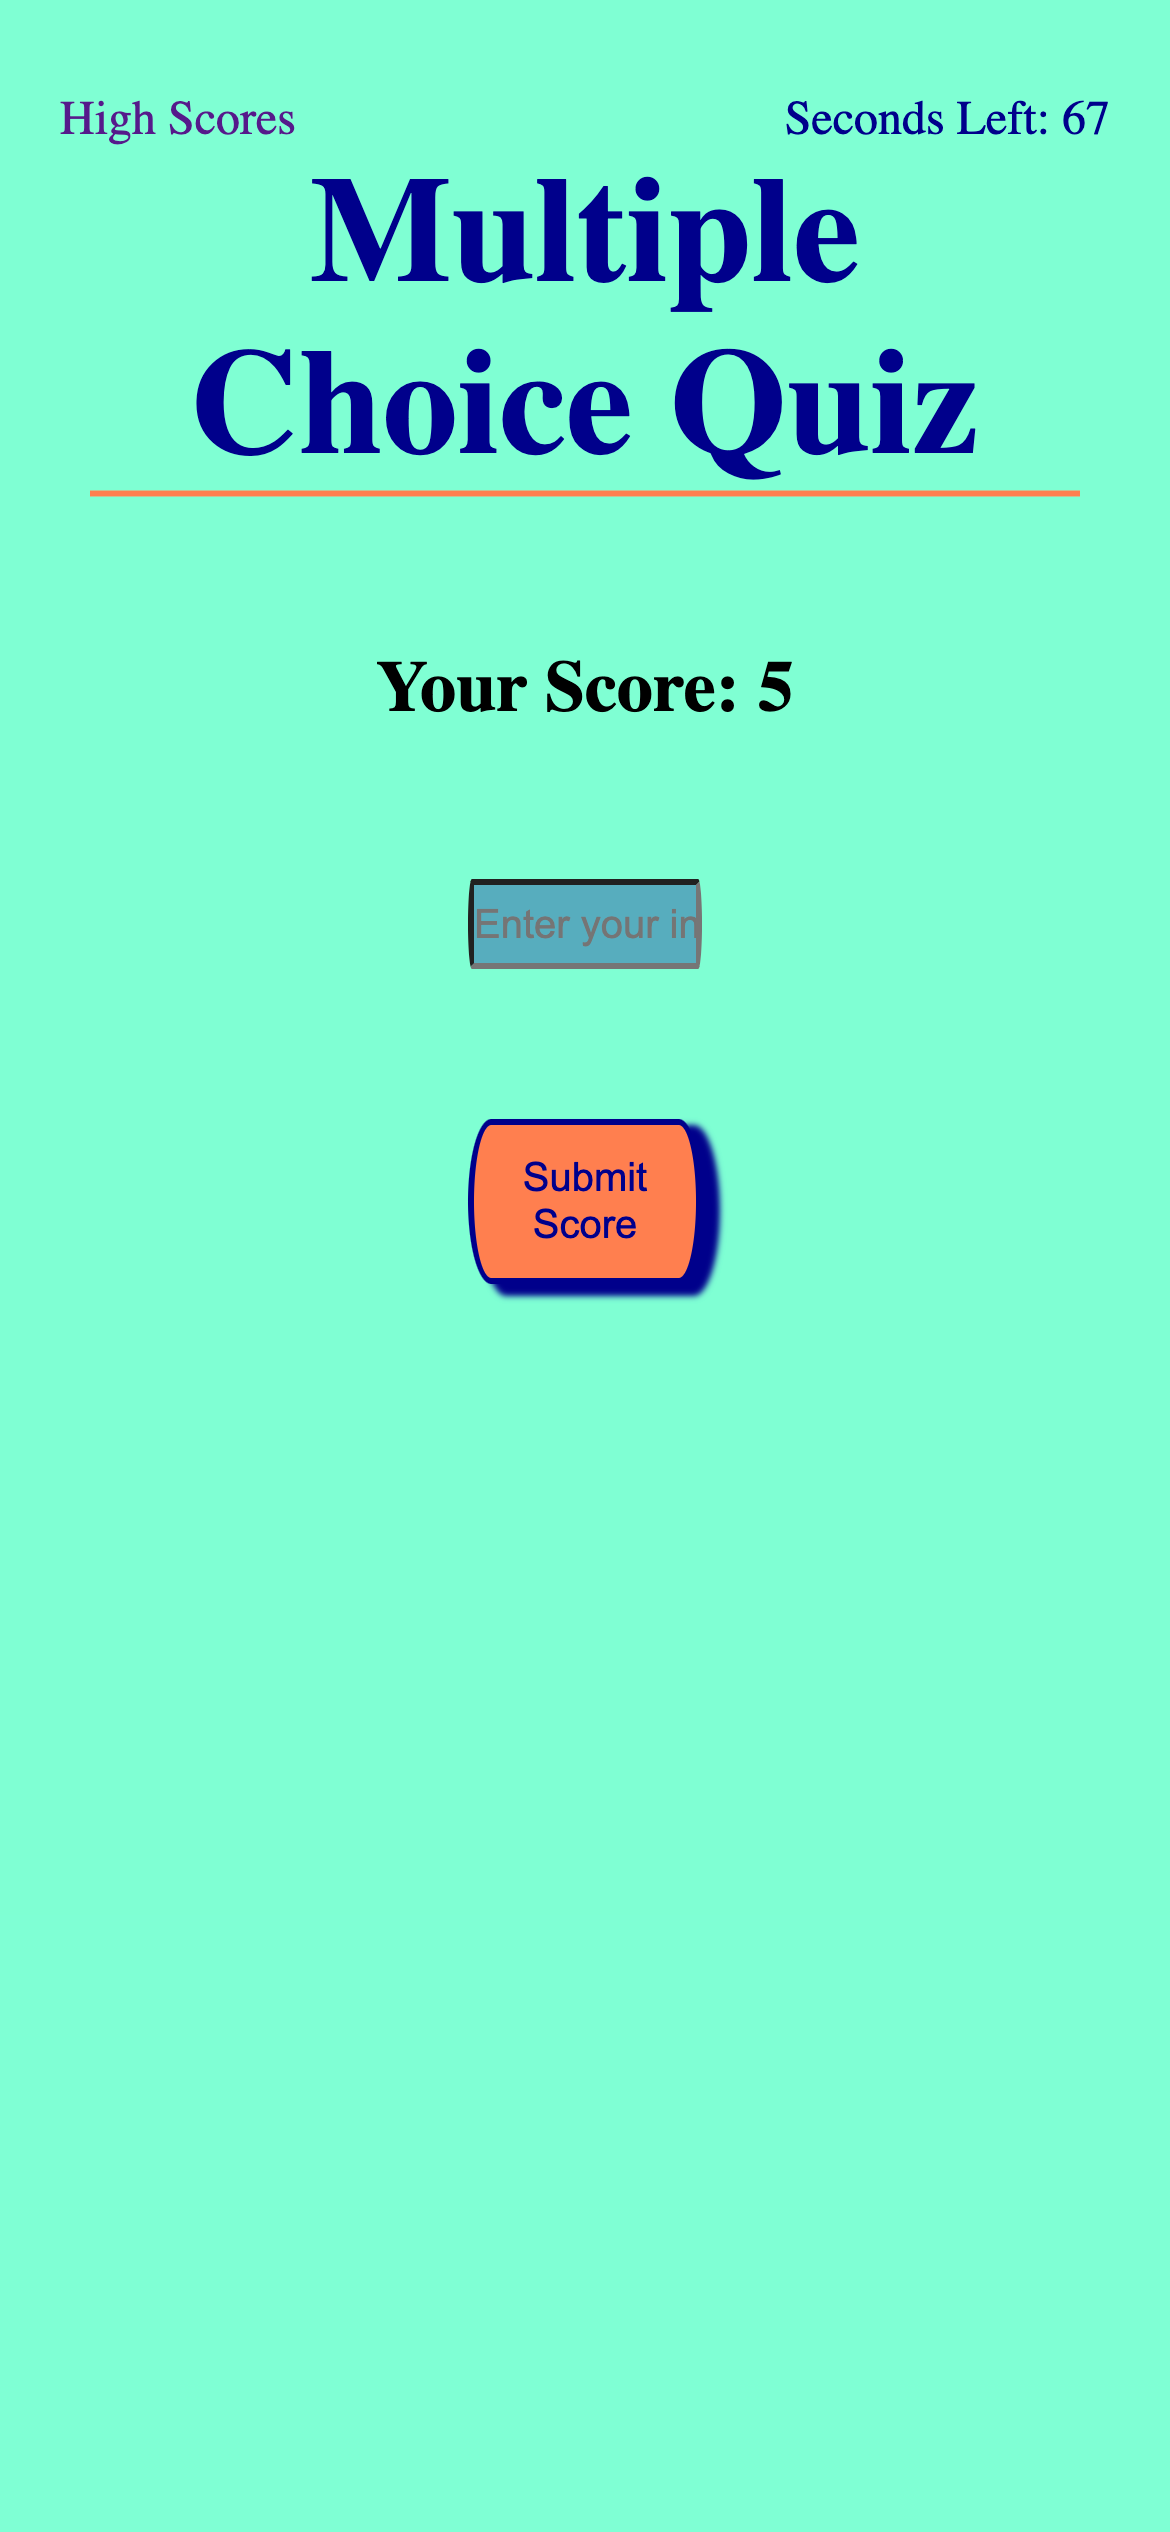 High Scores
Seconds Left: 67
Multiple
Choice Quiz
Your Score: 5
Enter your in
Submit
Score